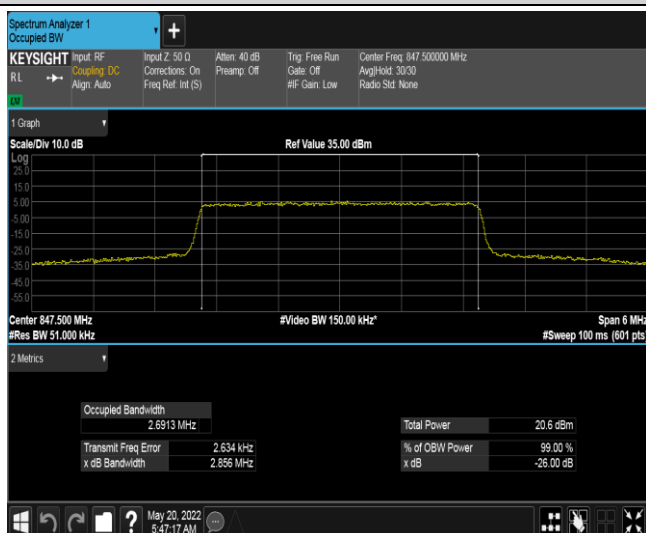 Spectrum Analyzer 1
Occupied BW
KEYSIGHT
RL
Input: RF
Coupling: DC
Align: Auto
Input Z: 50 Ω
Corrections: On
Freq Ref: Int (S)
Atten: 40 dB
Preamp: Off
Trig: Free Run
Gate: Off
#IF Gain: Low
Center Freq: 847.500000 MHz
Avg|Hold: 30/30
Radio Std: None
1 Graph
Scale/Div 10.0 dB
Ref Value 35.00 dBm
Log
25.0
15.0
5.00
-5.00
-15.0
-25.0
-35.0
-45.0
-55.0
Center 847.500 MHz
#Video BW 150.00 kHz*
Span 6 MHz
#Res BW 51.000 kHz
#Sweep 100 ms (601 pts)
2 Metrics
Occupied Bandwidth
2.6913 MHz
Total Power 20.6 dBm
Transmit Freq Error 2.634 kHz
% of OBW Power 99.00 %
x dB Bandwidth 2.856 MHz
x dB -26.00 dB
May 20, 2022
5:47:17 AM